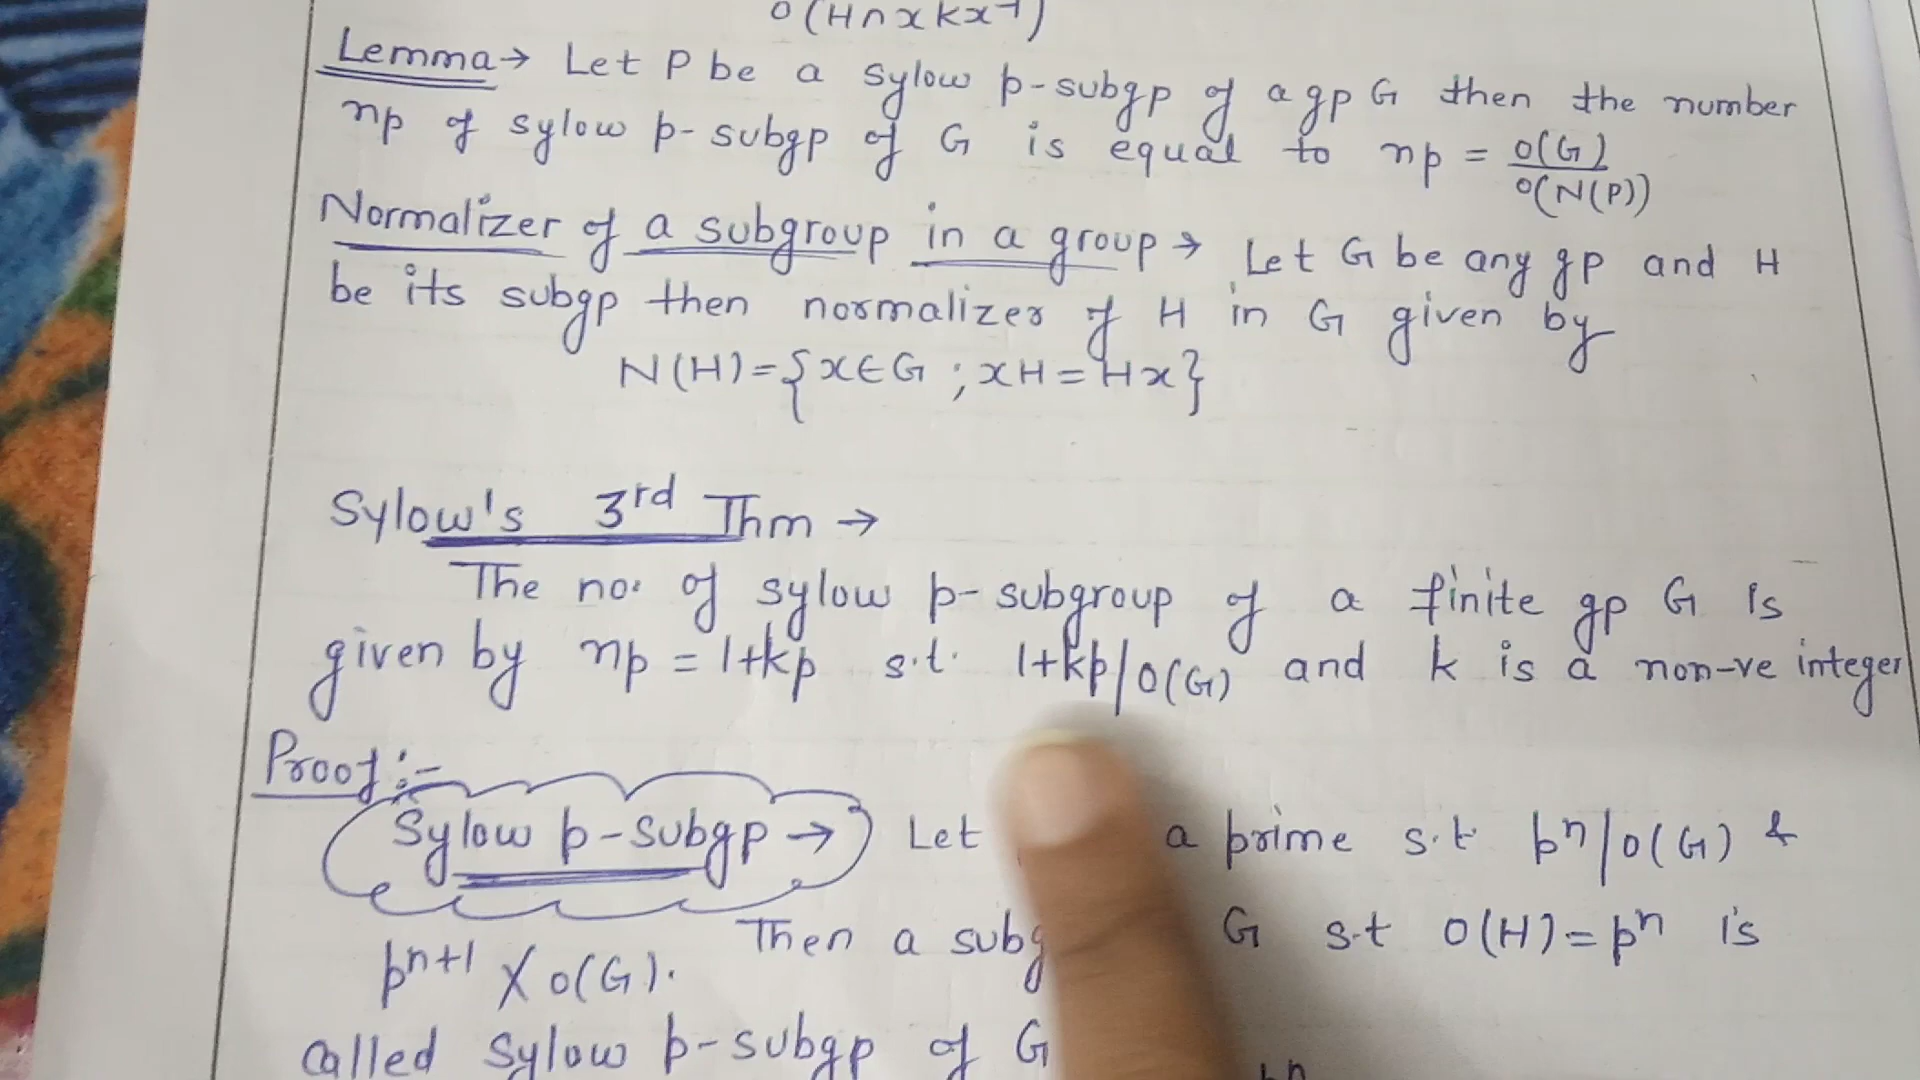 O(H∩xKx⁻¹)
Lemma→ Let P be a sylow p-subgp of a gp G then the number
np of sylow p-subgp of G is equal to np = O(G)/O(N(P))
Normalizer of a subgroup in a group → Let G be any gp and H
be its subgp then normalizer of H in G given by
N(H)={x∈G ; xH=Hx}
Sylow's 3rd Thm →
The no. of sylow p-subgroup of a finite gp G is
given by np = 1+kp s.t. 1+kp/O(G) and k is a non-ve integer
Proof:-
Sylow p-subgp → Let a prime s.t pⁿ/O(G) &
pⁿ⁺¹ ∤ O(G). Then a G s.t O(H)=pⁿ is
called sylow p-subgp of G